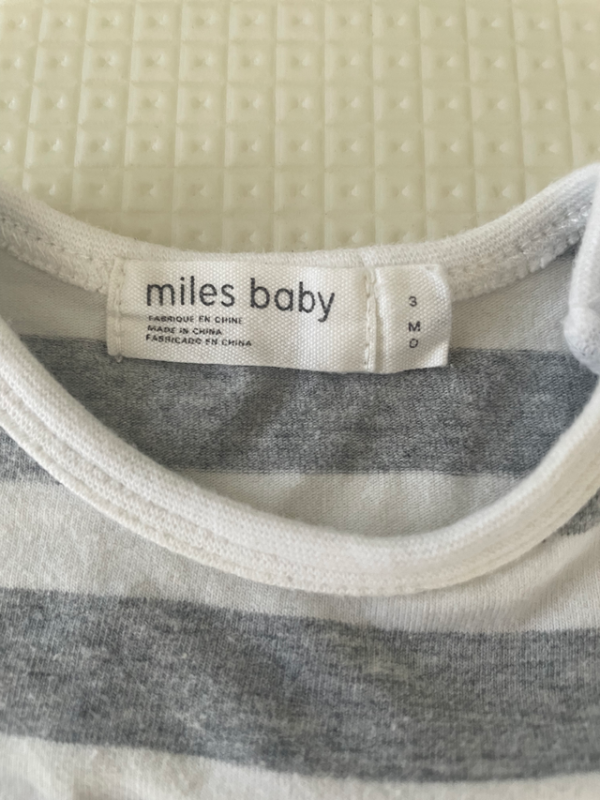 miles baby
FABRIQUE EN CHINE
MADE IN CHINA
FABRICADO EN CHINA
3
M
O